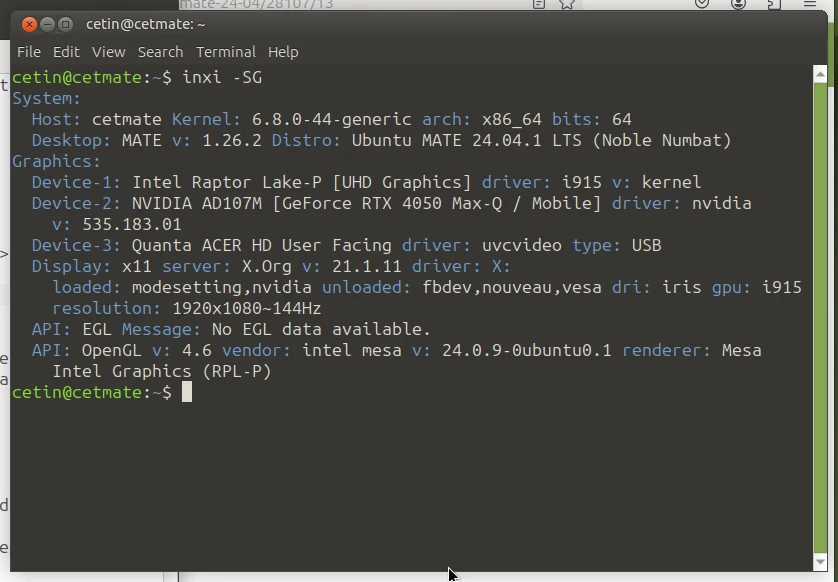 mate-24-04/28107/13
cetin@cetmate: ~
File Edit View Search Terminal Help
cetin@cetmate:~$ inxi -SG
System:
Host: cetmate Kernel: 6.8.0-44-generic arch: x86_64 bits: 64
Desktop: MATE v: 1.26.2 Distro: Ubuntu MATE 24.04.1 LTS (Noble Numbat)
Graphics:
Device-1: Intel Raptor Lake-P [UHD Graphics] driver: i915 v: kernel
Device-2: NVIDIA AD107M [GeForce RTX 4050 Max-Q / Mobile] driver: nvidia
v: 535.183.01
Device-3: Quanta ACER HD User Facing driver: uvcvideo type: USB
Display: x11 server: X.Org v: 21.1.11 driver: X:
loaded: modesetting,nvidia unloaded: fbdev,nouveau,vesa dri: iris gpu: i915
resolution: 1920x1080~144Hz
API: EGL Message: No EGL data available.
API: OpenGL v: 4.6 vendor: intel mesa v: 24.0.9-0ubuntu0.1 renderer: Mesa
Intel Graphics (RPL-P)
cetin@cetmate:~$